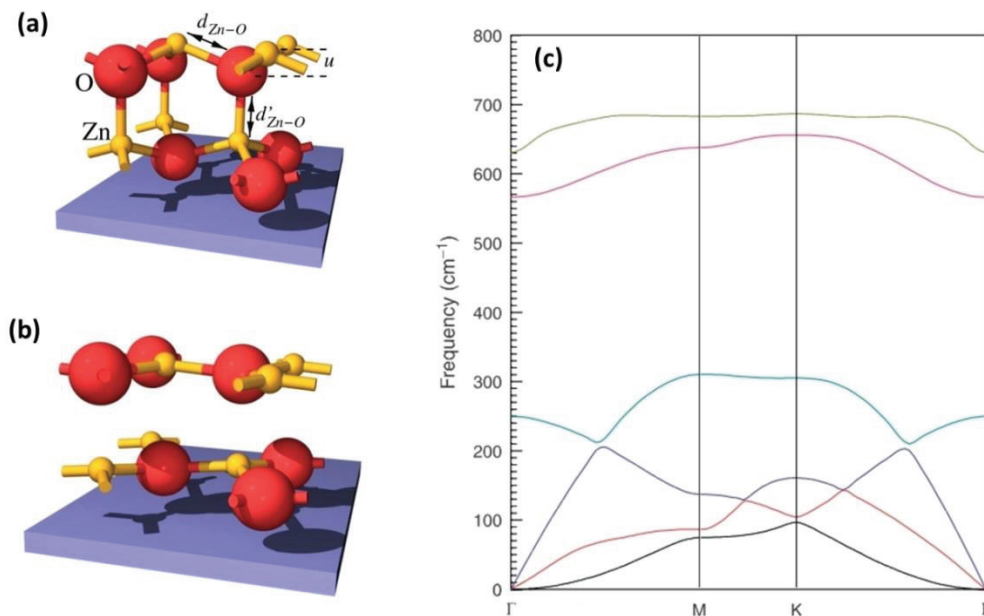 (a)
d_{Zn-O}
u
O
d'_{Zn-O}
Zn
(b)
(c)
Frequency (cm⁻¹)
800
700
600
500
400
300
200
100
0
Γ
M
K